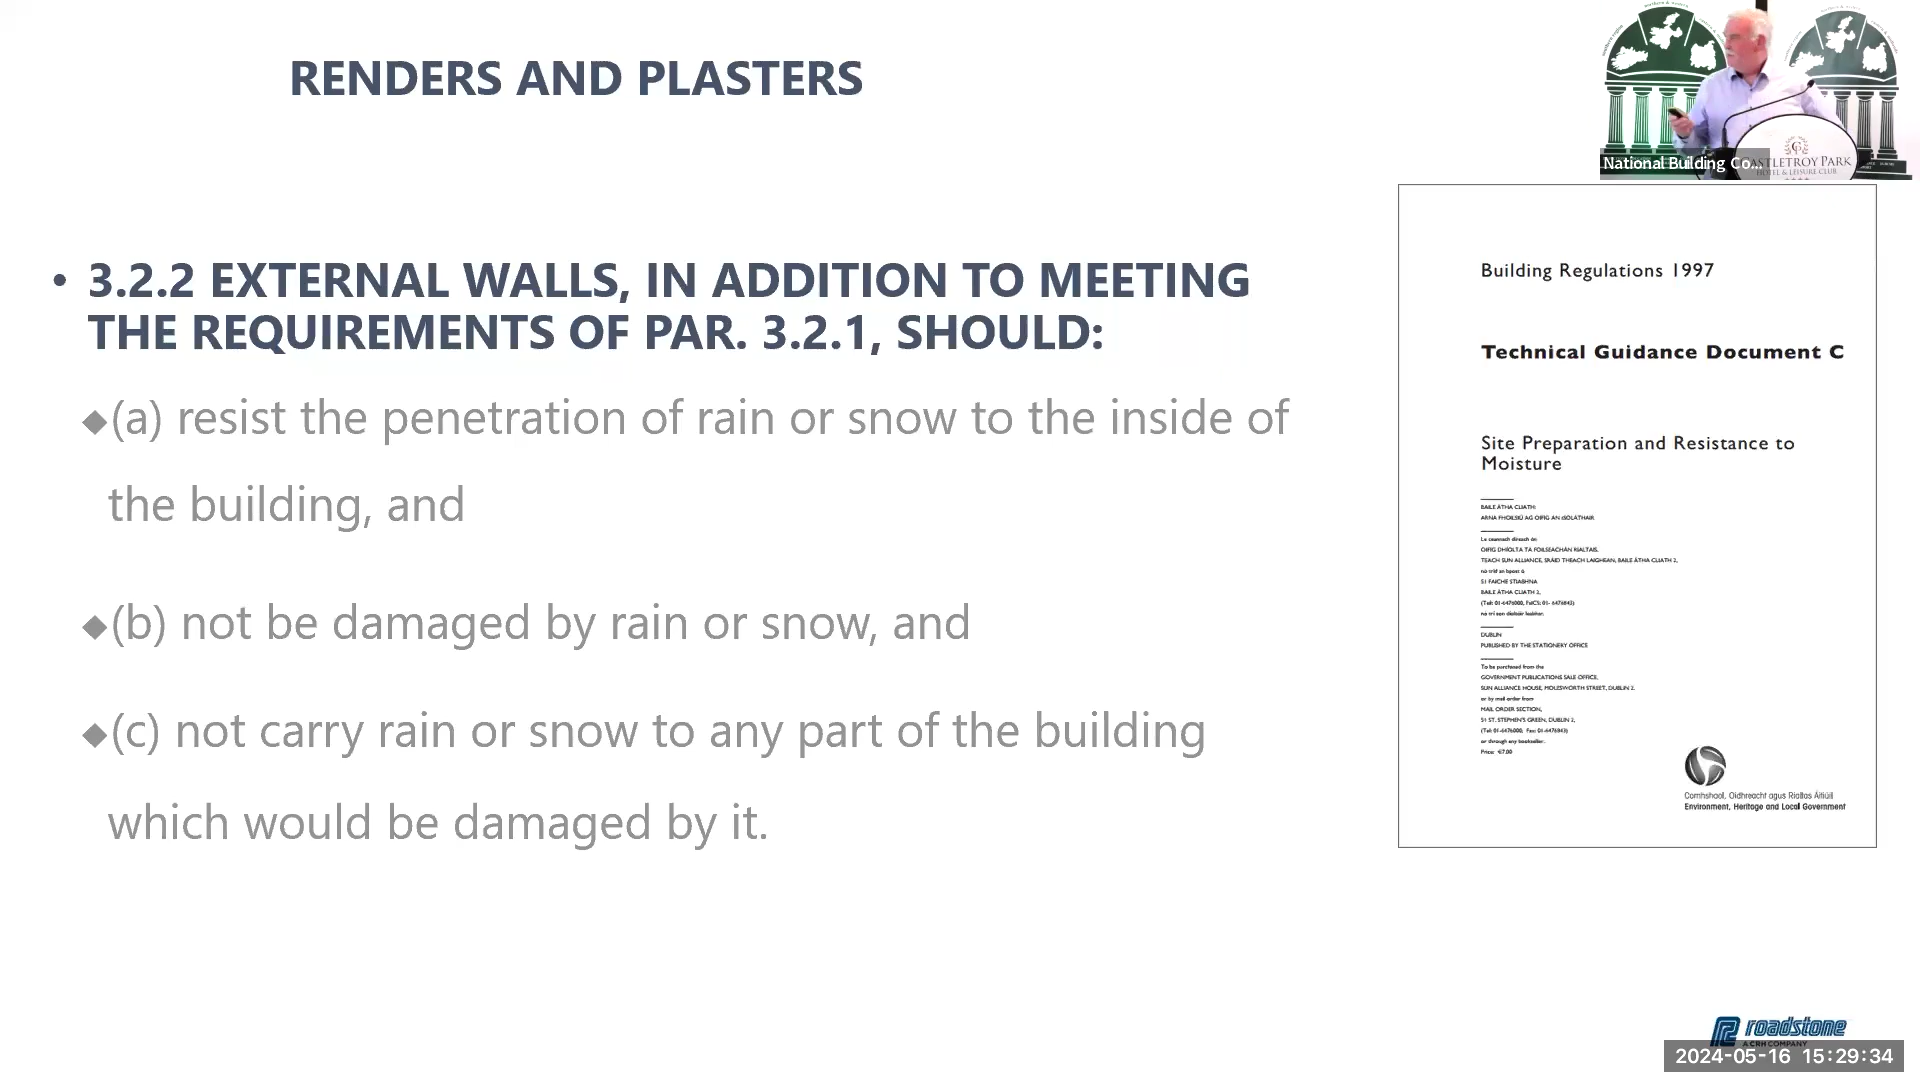 RENDERS AND PLASTERS
National Building Co...
CASTLETROY PARK
HOTEL & LEISURE CLUB
• 3.2.2 EXTERNAL WALLS, IN ADDITION TO MEETING
THE REQUIREMENTS OF PAR. 3.2.1, SHOULD:
◆(a) resist the penetration of rain or snow to the inside of
the building, and
◆(b) not be damaged by rain or snow, and
◆(c) not carry rain or snow to any part of the building
which would be damaged by it.
Building Regulations 1997
Technical Guidance Document C
Site Preparation and Resistance to
Moisture
BAILE ÁTHA CLIATH:
ARNA FHOILSIÚ AG OIFIG AN tSOLÁTHAIR
Le ceannach díreach ón
OIFIG DHÍOLTA TA FOILSEACHÁN RIALTAIS,
TEACH SUN ALLIANCE, SRÁID THEACH LAIGHEAN, BAILE ÁTHA CLIATH 2,
no tríd an bpost ó
51 FAICHE STIABHNA
BAILE ÁTHA CLIATH 2,
(Tel: 01-6476000, FaICS: 01- 6476843)
no trí aon díoltóir leabhar.
DUBLIN
PUBLISHED BY THE STATIONERY OFFICE
To be purchased from the
GOVERNMENT PUBLICATIONS SALE OFFICE,
SUN ALLIANCE HOUSE, MOLESWORTH STREET, DUBLIN 2.
or by mail order from
MAIL ORDER SECTION,
51 ST. STEPHEN'S GREEN, DUBLIN 2,
(Tel: 01-6476000; Fax: 01-6476843)
or through any bookseller.
Price: €7.00
Comhshaol, Oidhreacht agus Rialtas Áitiúil
Environment, Heritage and Local Government
roadstone
A CRH COMPANY
2024-05-16 15:29:34